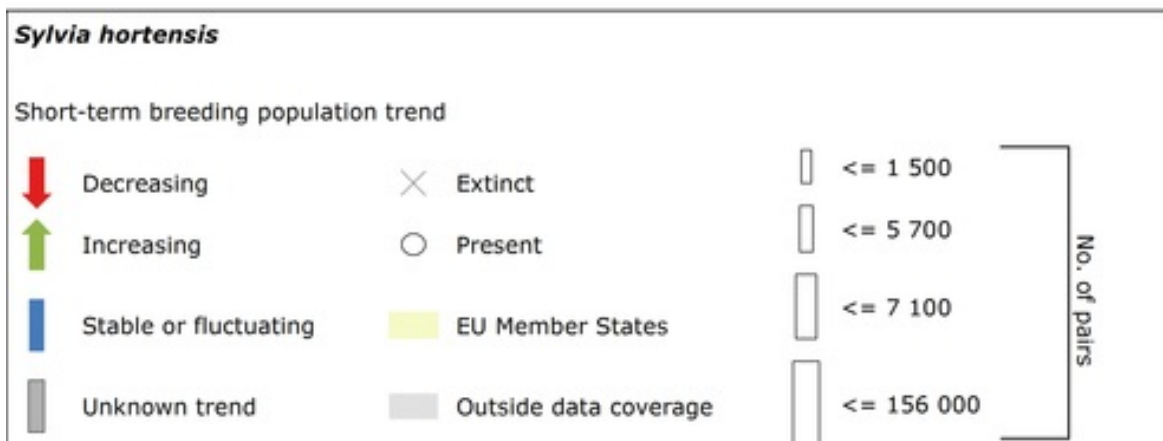 Sylvia hortensis
Short-term breeding population trend
Decreasing
Increasing
Stable or fluctuating
Unknown trend
Extinct
Present
EU Member States
Outside data coverage
<= 1 500
<= 5 700
<= 7 100
<= 156 000
No. of pairs